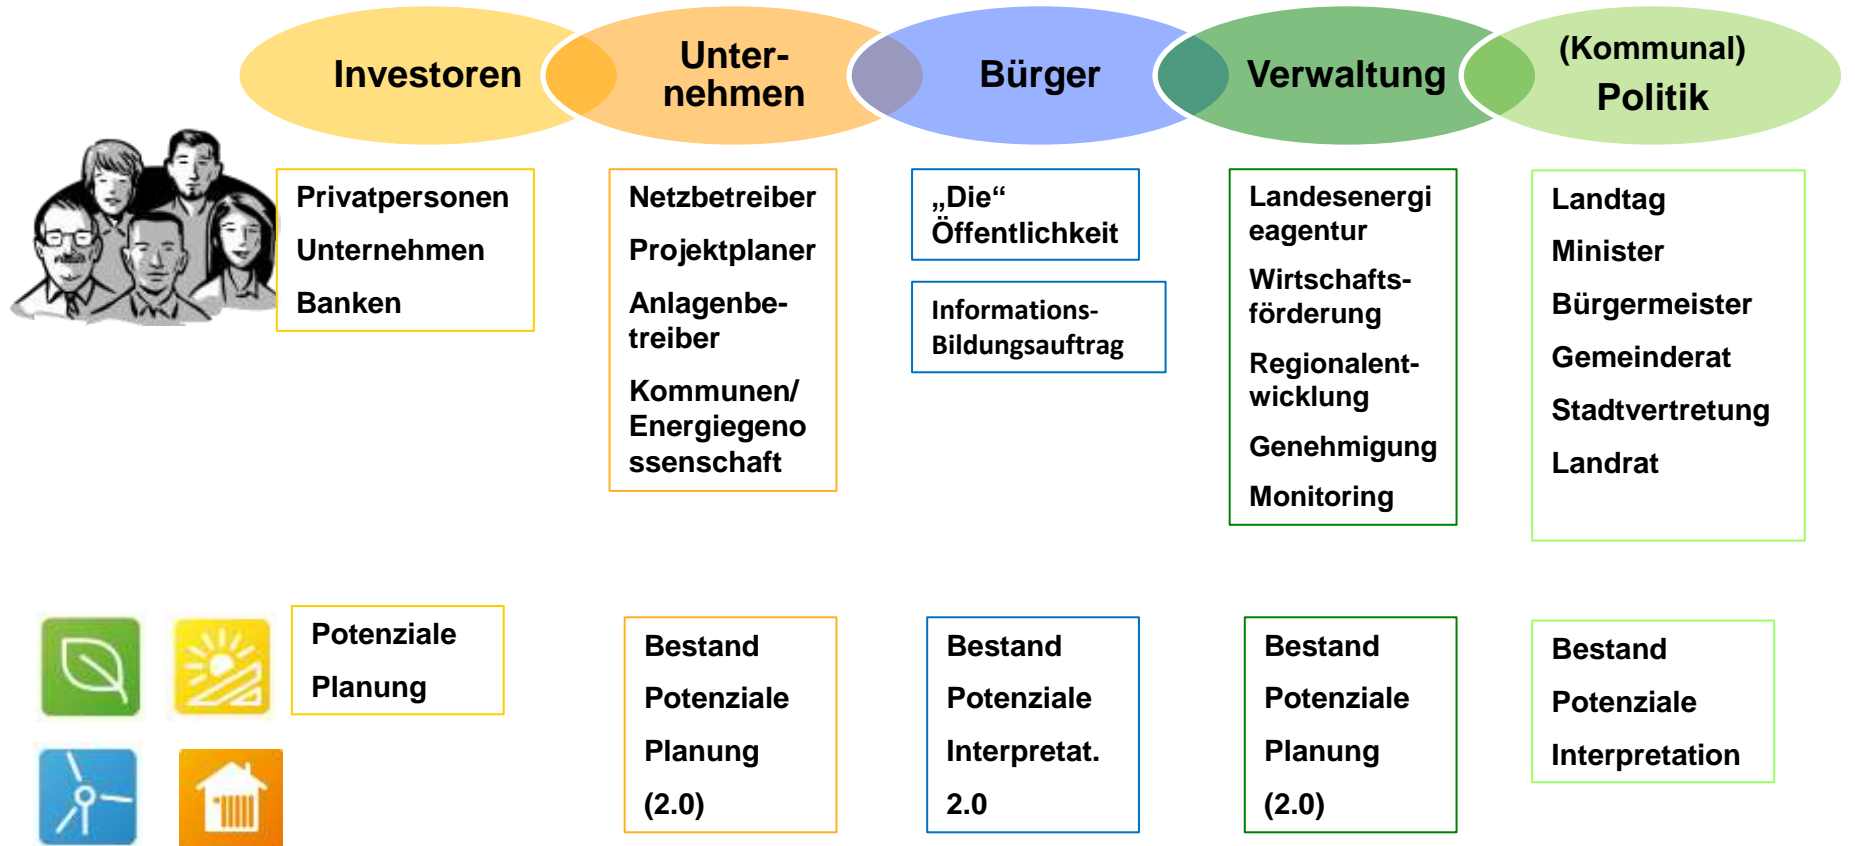 Investoren
Unter-
nehmen
Bürger
Verwaltung
(Kommunal)
Politik
Privatpersonen
Unternehmen
Banken
Netzbetreiber
Projektplaner
Anlagenbe-
treiber
Kommunen/
Energiegeno
ssenschaft
„Die“
Öffentlichkeit
Informations-
Bildungsauftrag
Landesenergi
eagentur
Wirtschafts-
förderung
Regionalent-
wicklung
Genehmigung
Monitoring
Landtag
Minister
Bürgermeister
Gemeinderat
Stadtvertretung
Landrat
Potenziale
Planung
Bestand
Potenziale
Planung
(2.0)
Bestand
Potenziale
Interpretat.
2.0
Bestand
Potenziale
Planung
(2.0)
Bestand
Potenziale
Interpretation